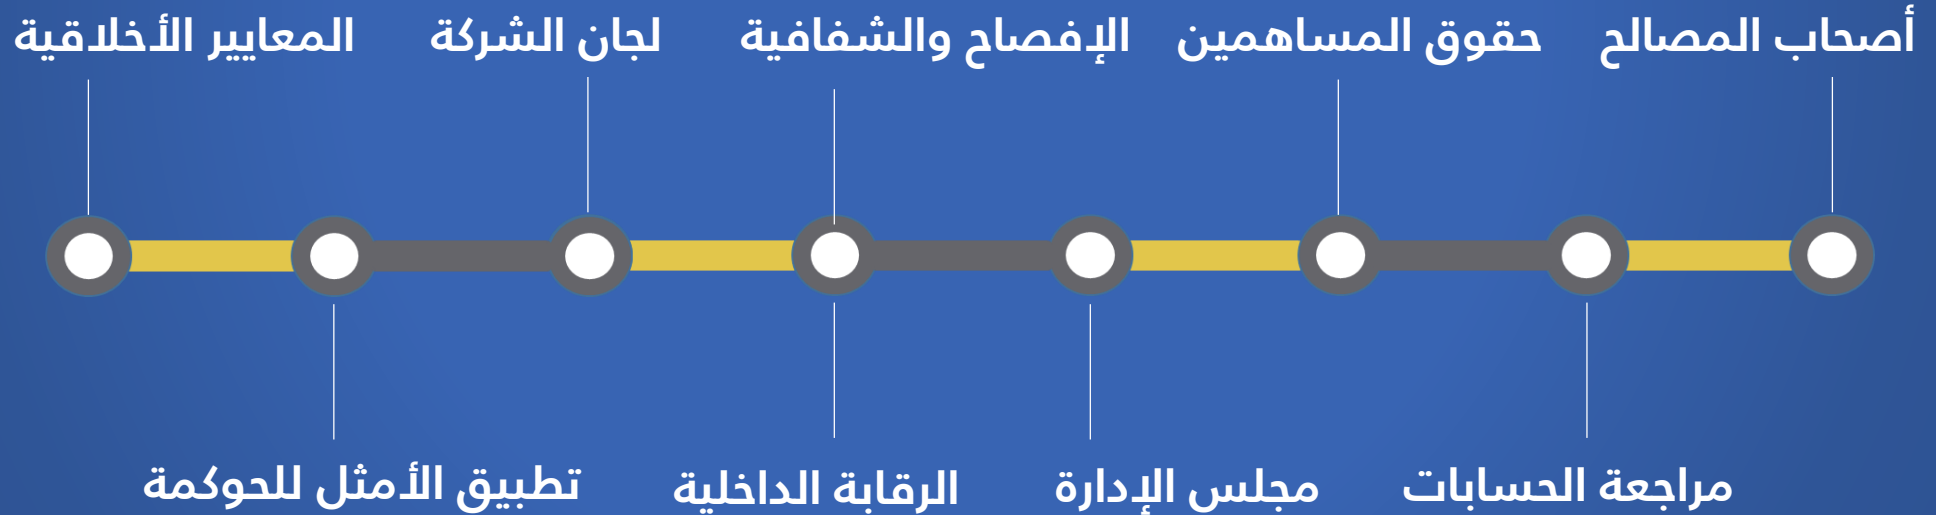 أصحاب المصالح
حقوق المساهمين
الإفصاح والشفافية
لجان الشركة
المعايير الأخلاقية
مراجعة الحسابات
مجلس الإدارة
الرقابة الداخلية
تطبيق الأمثل للحوكمة